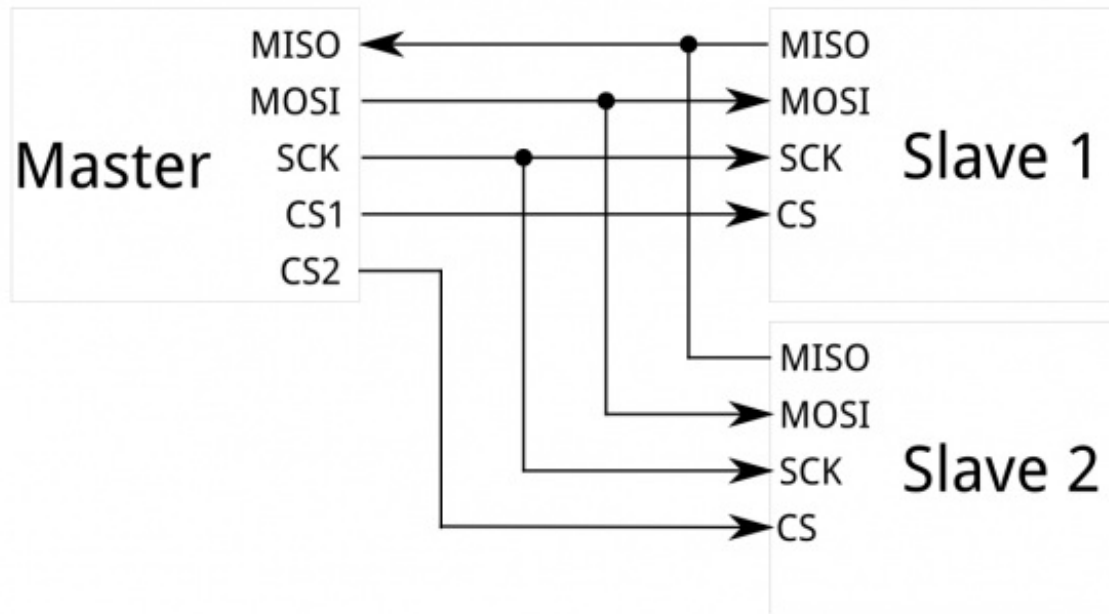 MISO
MOSI
Master
SCK
CS1
CS2
MISO
MOSI
Slave 1
SCK
CS
MISO
MOSI
Slave 2
SCK
CS